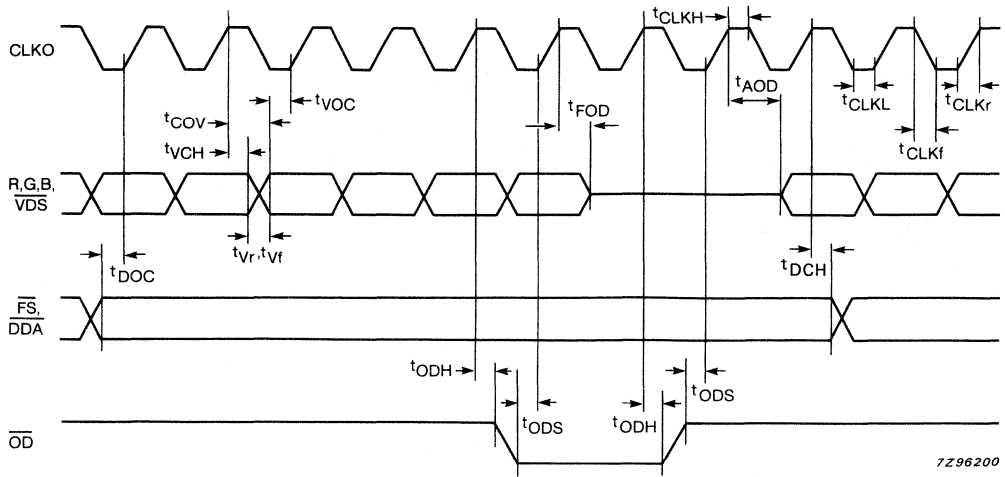 tCLKH
CLKO
tAOD
tVOC
tFOD
tCLKL
tCLKr
tCOV
tVCH
tCLKf
R,G,B,
VDS
tVr,tVf
tDOC
tDCH
FS,
DDA
tODH
tODS
tODS
tODH
OD
7Z96200